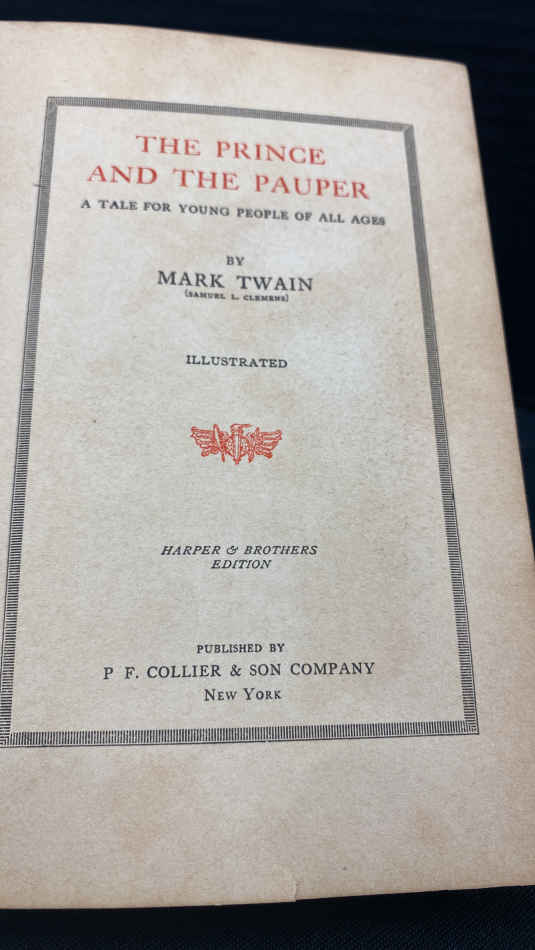 THE PRINCE
AND THE PAUPER
A TALE FOR YOUNG PEOPLE OF ALL AGES
BY
MARK TWAIN
(SAMUEL L. CLEMENS)
ILLUSTRATED
HARPER & BROTHERS
EDITION
PUBLISHED BY
P F. COLLIER & SON COMPANY
NEW YORK